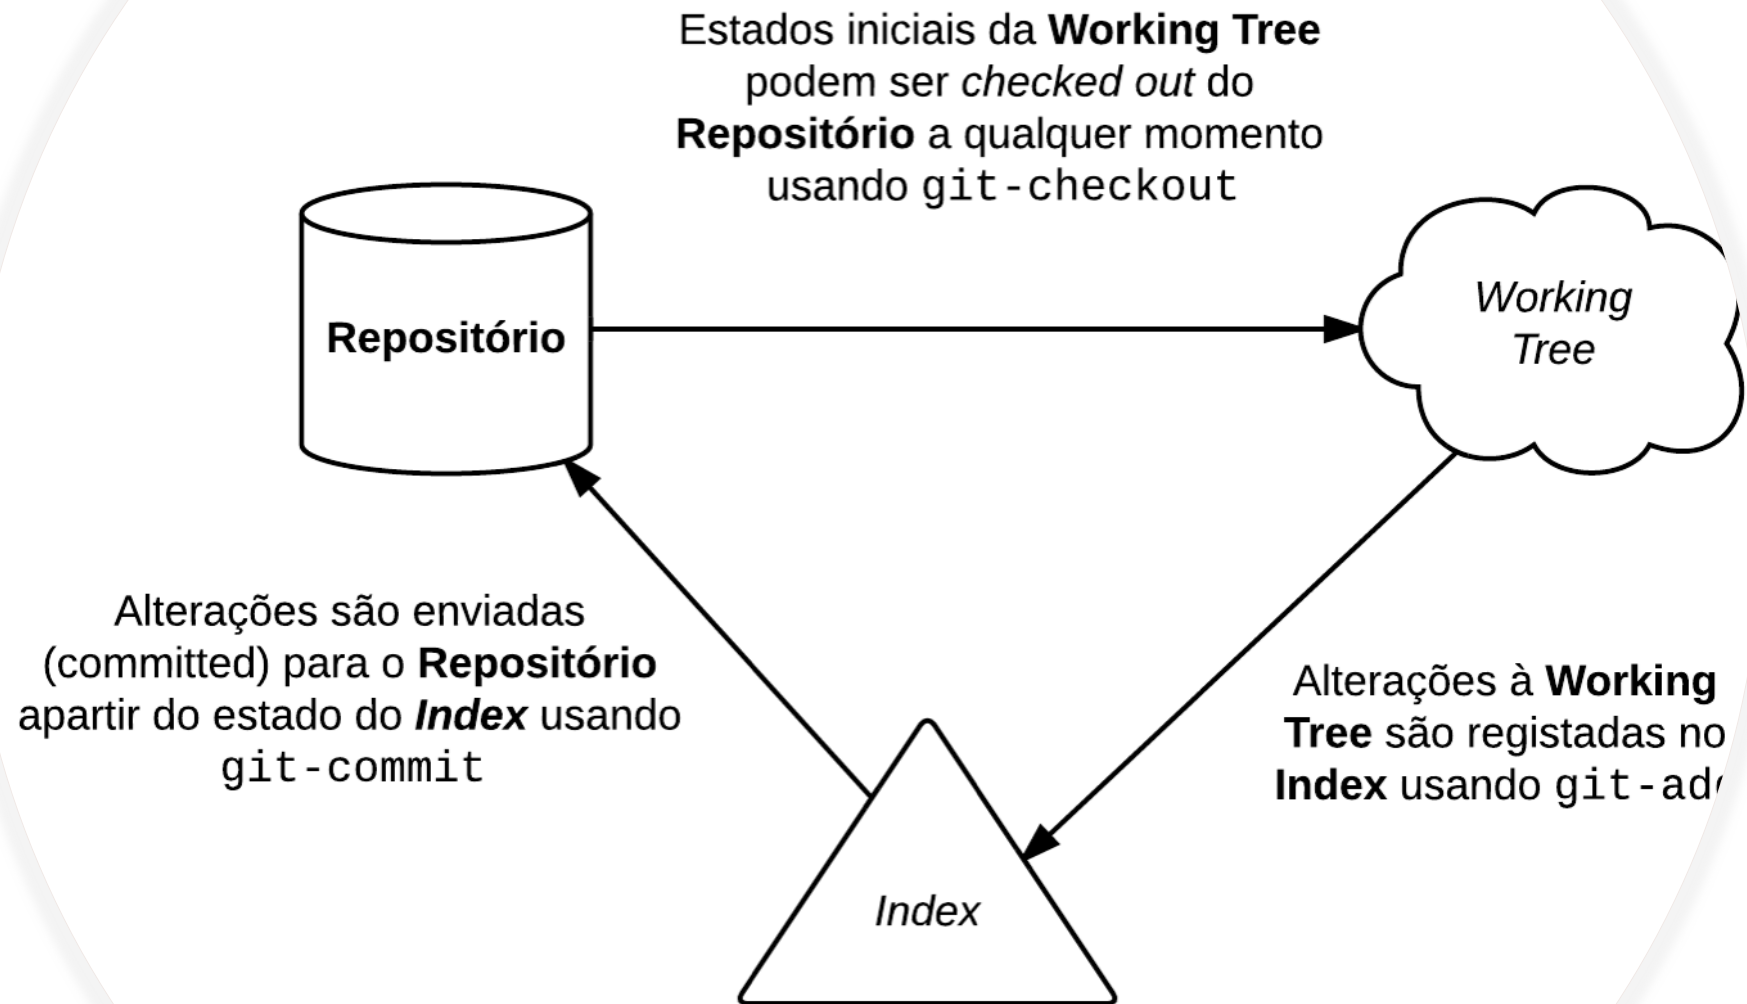 Estados iniciais da Working Tree
podem ser checked out do
Repositório a qualquer momento
usando git-checkout
Repositório
Working
Tree
Alterações são enviadas
(committed) para o Repositório
apartir do estado do Index usando
git-commit
Alterações à Working
Tree são registadas no
Index usando
Index